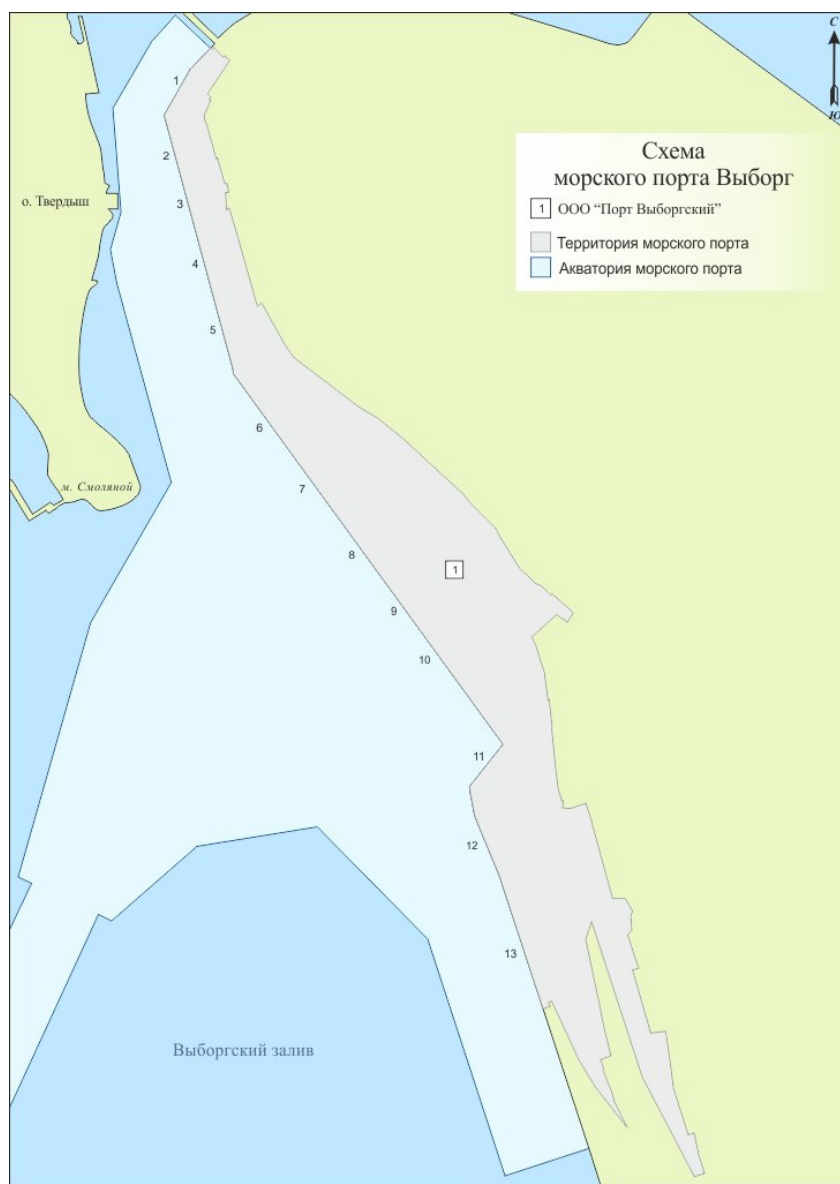 С
Ю
Схема
морского порта Выборг
1 ООО “Порт Выборгский”
Территория морского порта
Акватория морского порта
1
2
о. Твердыш
3
4
5
6
м. Смоляной
7
8
1
9
10
11
12
13
Выборгский залив